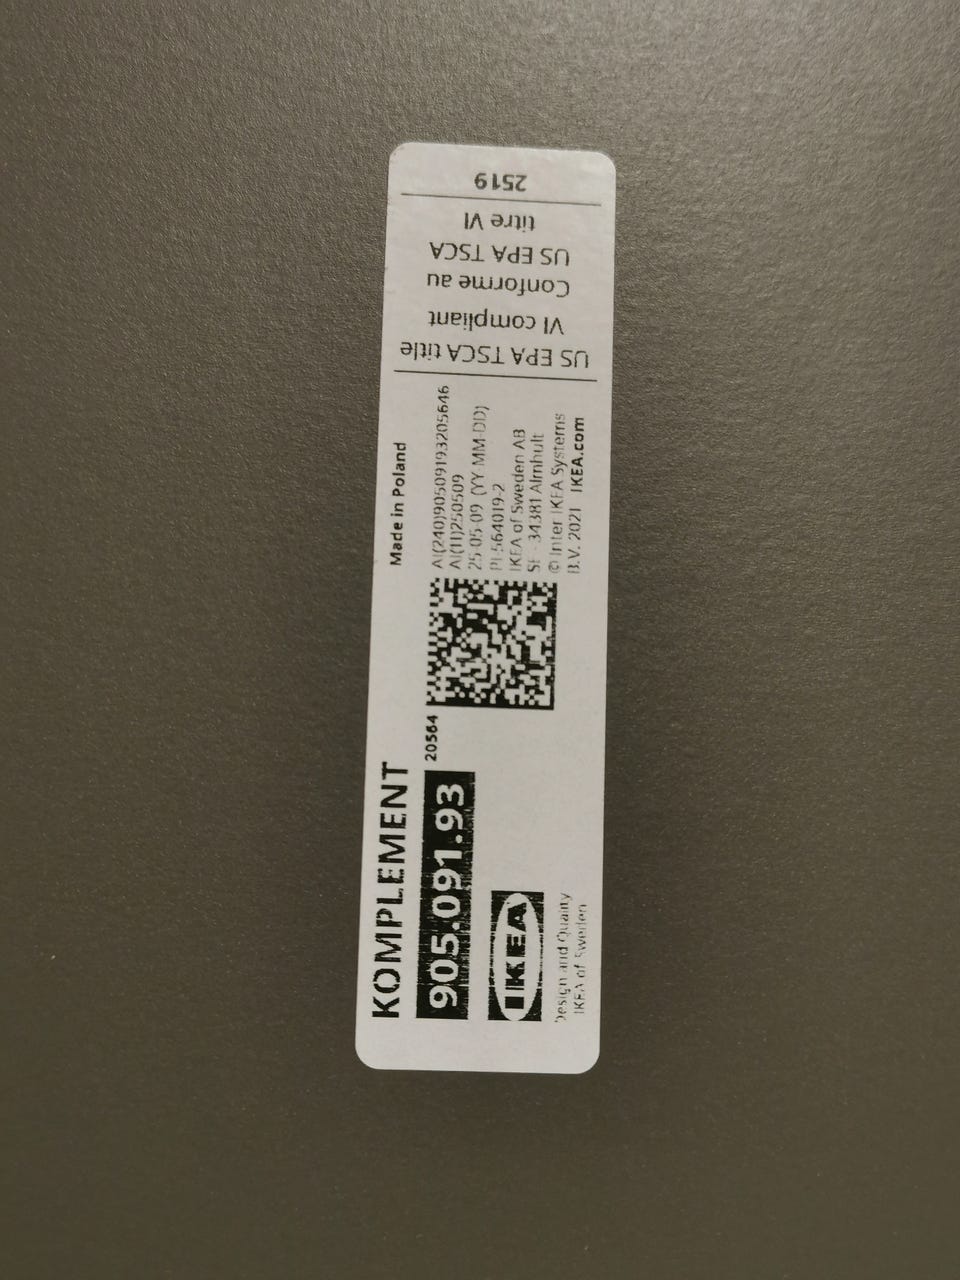 KOMPLEMENT
905.091.93
20564
IKEA
Design and Quality
IKEA of Sweden
Made in Poland
AI(240)90509193205646
AI(11)250509
25-05-09 (YY MM-DD)
PI-564019-2
IKEA of Sweden AB
SE - 34381 Älmhult
© Inter IKEA Systems
B.V. 2021 IKEA.com
US EPA TSCA title
VI compliant
Conforme au
US EPA TSCA
titre VI
2519